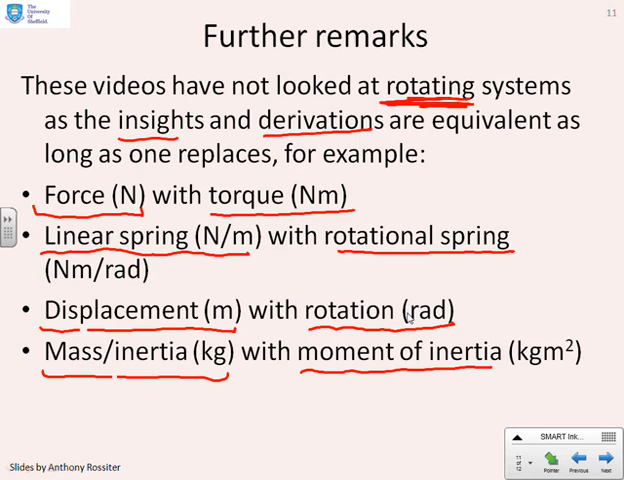 The
University
Of
Sheffield.
11
Further remarks
These videos have not looked at rotating systems
as the insights and derivations are equivalent as
long as one replaces, for example:
• Force (N) with torque (Nm)
• Linear spring (N/m) with rotational spring
(Nm/rad)
• Displacement (m) with rotation (rad)
• Mass/inertia (kg) with moment of inertia (kgm²)
SMART Ink...
11
of
12
Pointer Previous Next
Slides by Anthony Rossiter